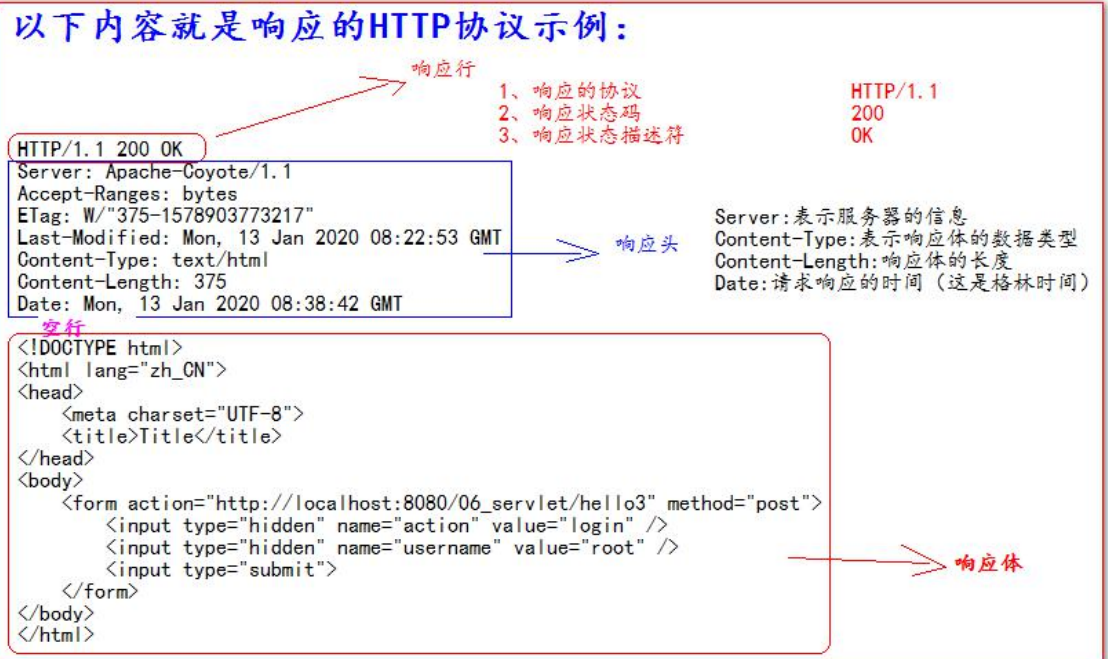 以下内容就是响应的HTTP协议示例：
响应行
1、响应的协议 HTTP/1.1
2、响应状态码 200
3、响应状态描述符 OK
HTTP/1.1 200 OK
Server: Apache-Coyote/1.1
Accept-Ranges: bytes
ETag: W/"375-1578903773217"
Last-Modified: Mon, 13 Jan 2020 08:22:53 GMT
Content-Type: text/html
Content-Length: 375
Date: Mon, 13 Jan 2020 08:38:42 GMT
响应头
Server:表示服务器的信息
Content-Type:表示响应体的数据类型
Content-Length:响应体的长度
Date:请求响应的时间（这是格林时间）
空行
<!DOCTYPE html>
<html lang="zh_CN">
<head>
    <meta charset="UTF-8">
    <title>Title</title>
</head>
<body>
    <form action="http://localhost:8080/06_servlet/hello3" method="post">
        <input type="hidden" name="action" value="login" />
        <input type="hidden" name="username" value="root" />
        <input type="submit">
    </form>
</body>
</html>
响应体